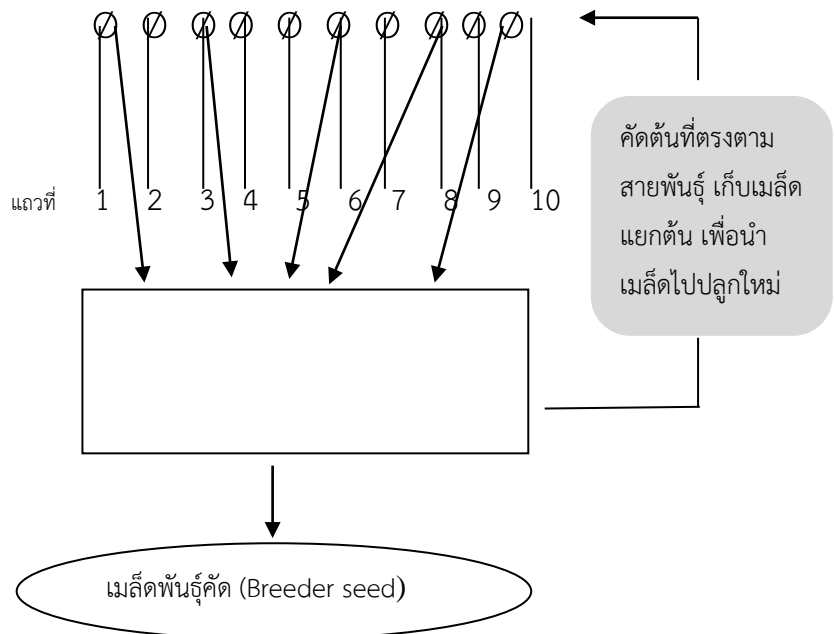 แถวที่ 1 2 3 4 5 6 7 8 9 10
คัดต้นที่ตรงตาม
สายพันธุ์ เก็บเมล็ด
แยกต้น เพื่อนำ
เมล็ดไปปลูกใหม่
เมล็ดพันธุ์คัด (Breeder seed)